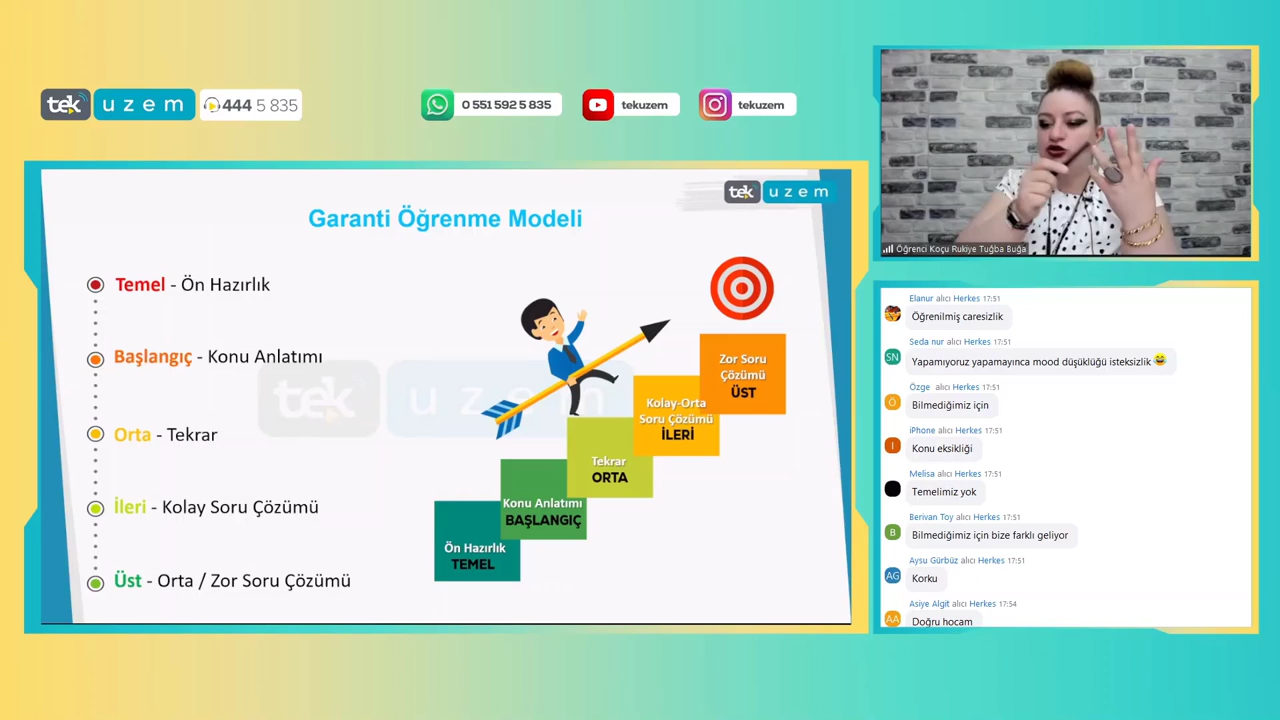 tek uzem 444 5 835
0 551 592 5 835
tekuzem
tekuzem
tek uzem
Garanti Öğrenme Modeli
Temel - Ön Hazırlık
Başlangıç - Konu Anlatımı
Orta - Tekrar
İleri - Kolay Soru Çözümü
Üst - Orta / Zor Soru Çözümü
tek uzem
Zor Soru
Çözümü
ÜST
Kolay-Orta
Soru Çözümü
İLERİ
Tekrar
ORTA
Konu Anlatımı
BAŞLANGIÇ
Ön Hazırlık
TEMEL
Öğrenci Koçu Rukiye Tuğba Buğa
Elanur alıcı Herkes 17:51
Öğrenilmiş caresizlik
SN
Seda nur alıcı Herkes 17:51
Yapamıyoruz yapamayınca mood düşüklüğü isteksizlik
Ö
Özge alıcı Herkes 17:51
Bilmediğimiz için
I
iPhone alıcı Herkes 17:51
Konu eksikliği
Melisa alıcı Herkes 17:51
Temelimiz yok
B
Berivan Toy alıcı Herkes 17:51
Bilmediğimiz için bize farklı geliyor
AG
Aysu Gürbüz alıcı Herkes 17:51
Korku
AA
Asiye Algit alıcı Herkes 17:54
Doğru hocam